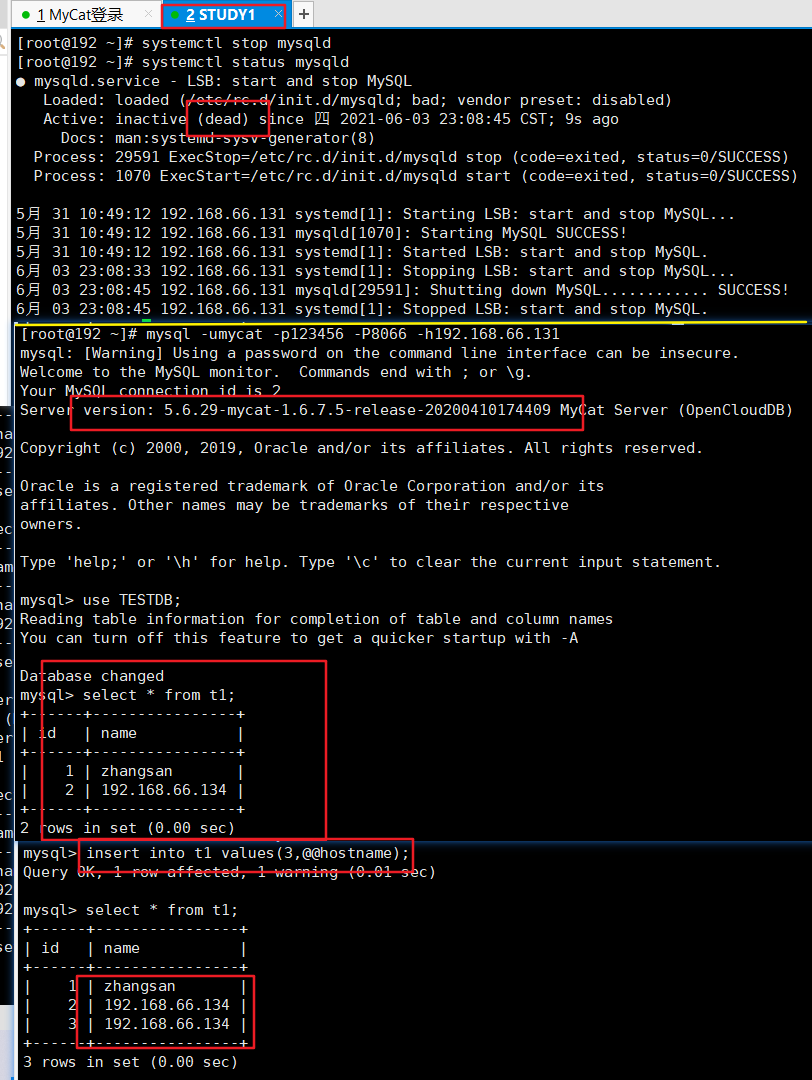 1 MyCat登录 × 2 STUDY1 × +
[root@192 ~]# systemctl stop mysqld
[root@192 ~]# systemctl status mysqld
● mysqld.service - LSB: start and stop MySQL
   Loaded: loaded (/etc/rc.d/init.d/mysqld; bad; vendor preset: disabled)
   Active: inactive (dead) since 四 2021-06-03 23:08:45 CST; 9s ago
     Docs: man:systemd-sysv-generator(8)
  Process: 29591 ExecStop=/etc/rc.d/init.d/mysqld stop (code=exited, status=0/SUCCESS)
  Process: 1070 ExecStart=/etc/rc.d/init.d/mysqld start (code=exited, status=0/SUCCESS)
5月 31 10:49:12 192.168.66.131 systemd[1]: Starting LSB: start and stop MySQL...
5月 31 10:49:12 192.168.66.131 mysqld[1070]: Starting MySQL SUCCESS!
5月 31 10:49:12 192.168.66.131 systemd[1]: Started LSB: start and stop MySQL.
6月 03 23:08:33 192.168.66.131 systemd[1]: Stopping LSB: start and stop MySQL...
6月 03 23:08:45 192.168.66.131 mysqld[29591]: Shutting down MySQL............ SUCCESS!
6月 03 23:08:45 192.168.66.131 systemd[1]: Stopped LSB: start and stop MySQL.
[root@192 ~]# mysql -umycat -p123456 -P8066 -h192.168.66.131
mysql: [Warning] Using a password on the command line interface can be insecure.
Welcome to the MySQL monitor.  Commands end with ; or \g.
Your MySQL connection id is 2
Server version: 5.6.29-mycat-1.6.7.5-release-20200410174409 MyCat Server (OpenCloudDB)
Copyright (c) 2000, 2019, Oracle and/or its affiliates. All rights reserved.
Oracle is a registered trademark of Oracle Corporation and/or its
affiliates. Other names may be trademarks of their respective
owners.
Type 'help;' or '\h' for help. Type '\c' to clear the current input statement.
mysql> use TESTDB;
Reading table information for completion of table and column names
You can turn off this feature to get a quicker startup with -A
Database changed
mysql> select * from t1;
+------+----------------+
| id   | name           |
+------+----------------+
|    1 | zhangsan       |
|    2 | 192.168.66.134 |
+------+----------------+
2 rows in set (0.00 sec)
mysql> insert into t1 values(3,@@hostname);
Query OK, 1 row affected, 1 warning (0.01 sec)
mysql> select * from t1;
+------+----------------+
| id   | name           |
+------+----------------+
|    1 | zhangsan       |
|    2 | 192.168.66.134 |
|    3 | 192.168.66.134 |
+------+----------------+
3 rows in set (0.00 sec)